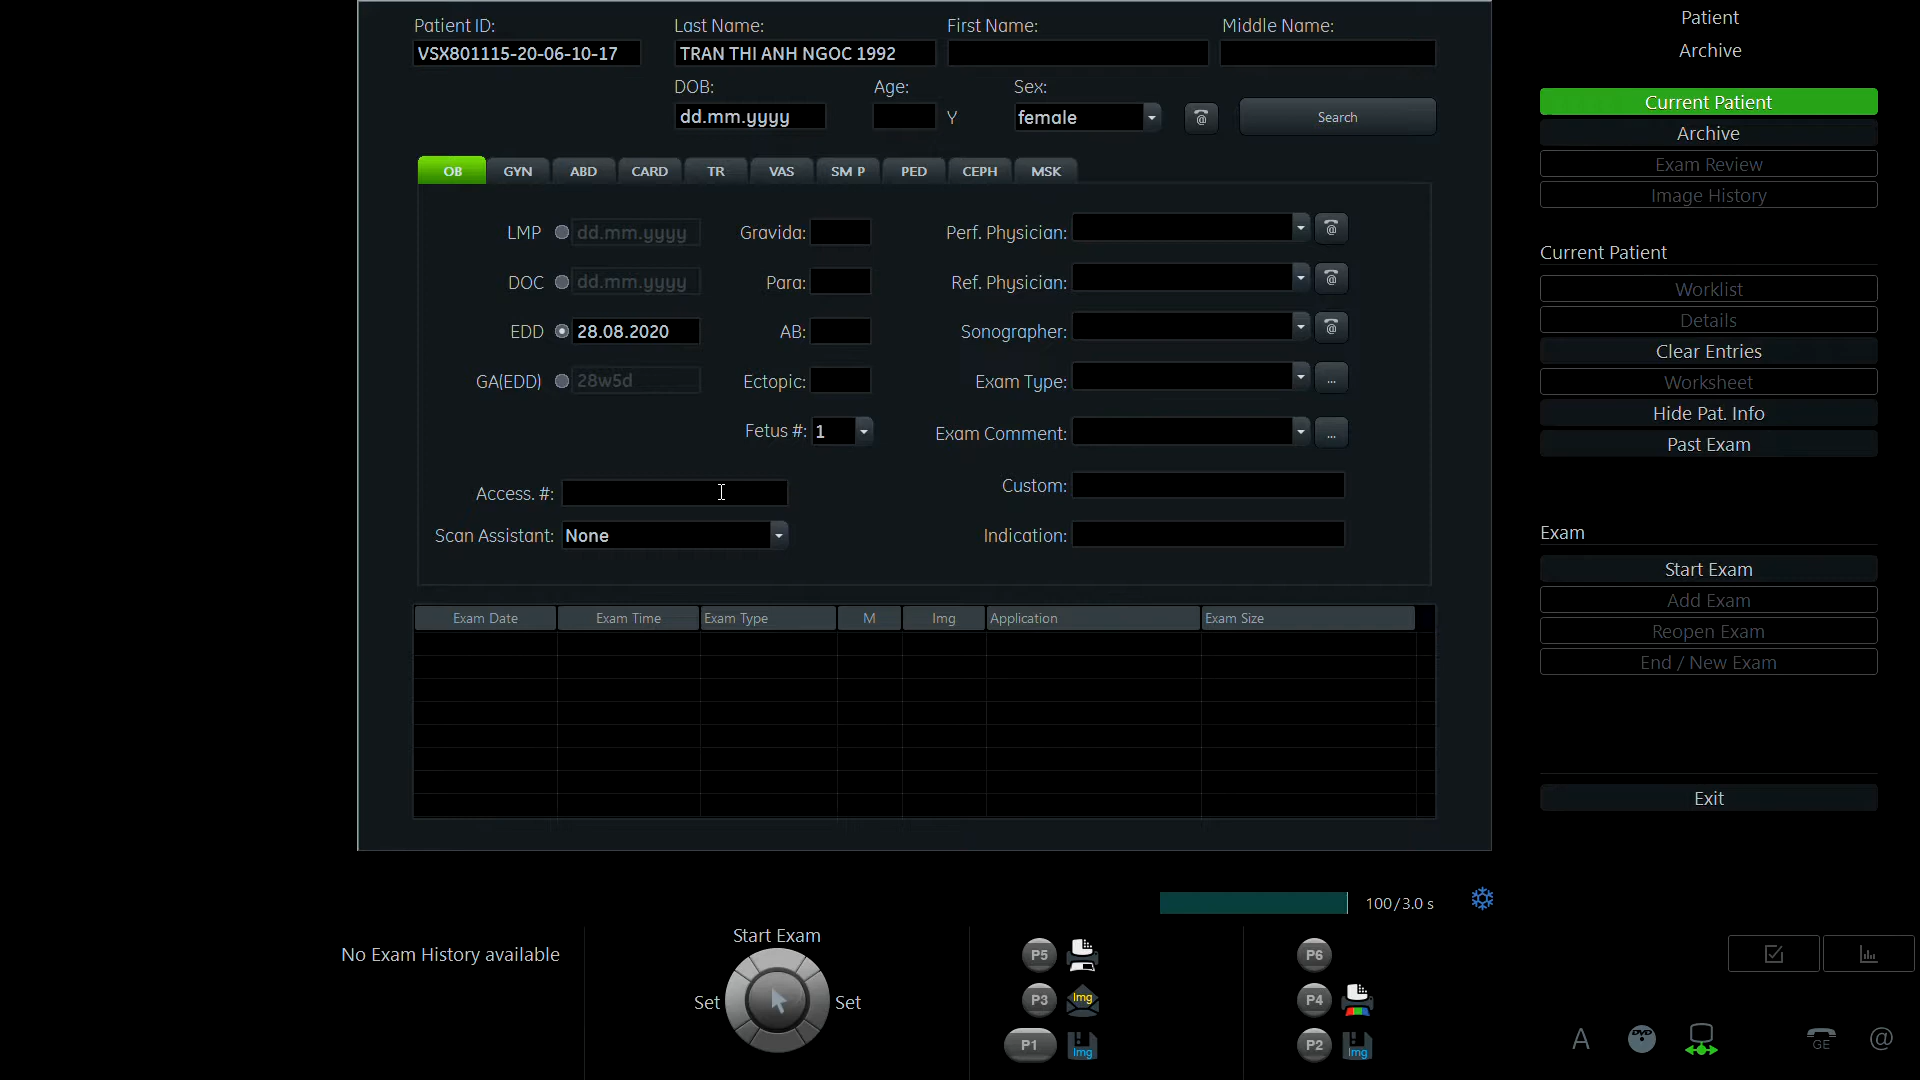 Patient ID: Last Name: First Name: Middle Name:
VSX801115-20-06-10-17 TRAN THI ANH NGOC 1992
DOB: Age: Sex:
dd.mm.yyyy Y female @ Search
OB GYN ABD CARD TR VAS SM P PED CEPH MSK
LMP dd.mm.yyyy Gravida: Perf. Physician: @
DOC dd.mm.yyyy Para: Ref. Physician: @
EDD 28.08.2020 AB: Sonographer: @
GA(EDD) 28w5d Ectopic: Exam Type: ...
Fetus #: 1 Exam Comment: ...
Access. #: Custom:
Scan Assistant: None Indication:
Exam Date Exam Time Exam Type M Img Application Exam Size
100/3.0 s
No Exam History available
Start Exam
Set Set
P5
P3 Img
P1 Img
P6
P4
P2 Img
Patient
Archive
Current Patient
Archive
Exam Review
Image History
Current Patient
Worklist
Details
Clear Entries
Worksheet
Hide Pat. Info
Past Exam
Exam
Start Exam
Add Exam
Reopen Exam
End / New Exam
Exit
A DVD GE @